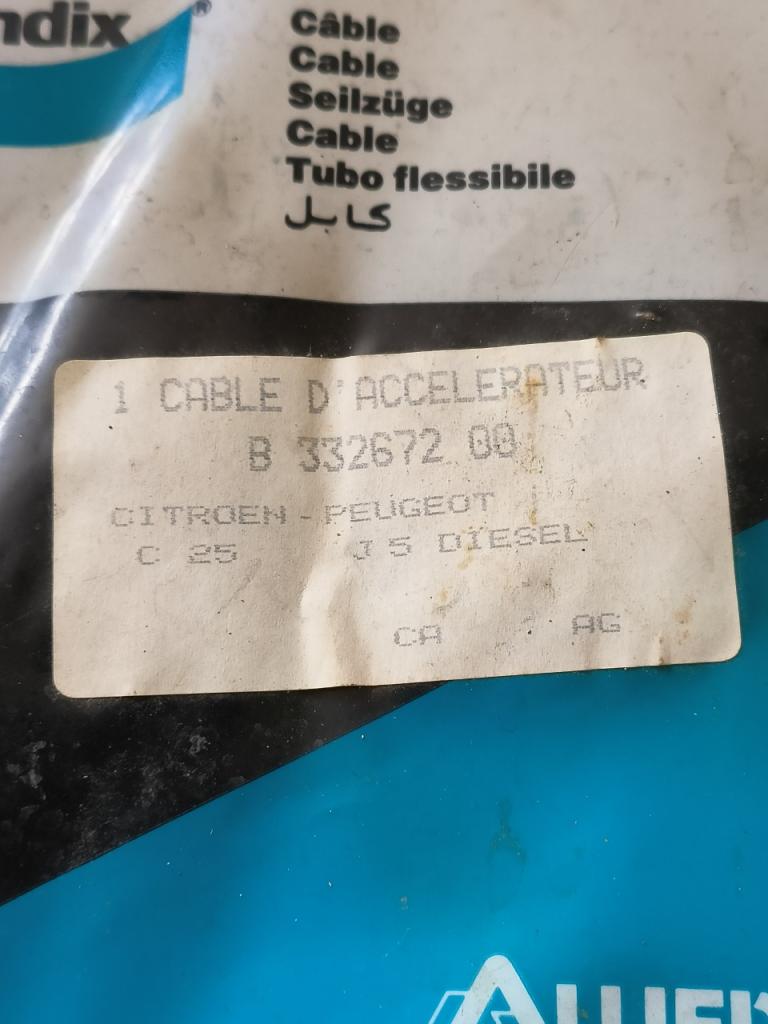 ndix®
Câble
Cable
Seilzüge
Cable
Tubo flessibile
كابل
1 CABLE D'ACCELERATEUR
B 332672 00
CITROEN - PEUGEOT
C 25 J 5 DIESEL
CA AG